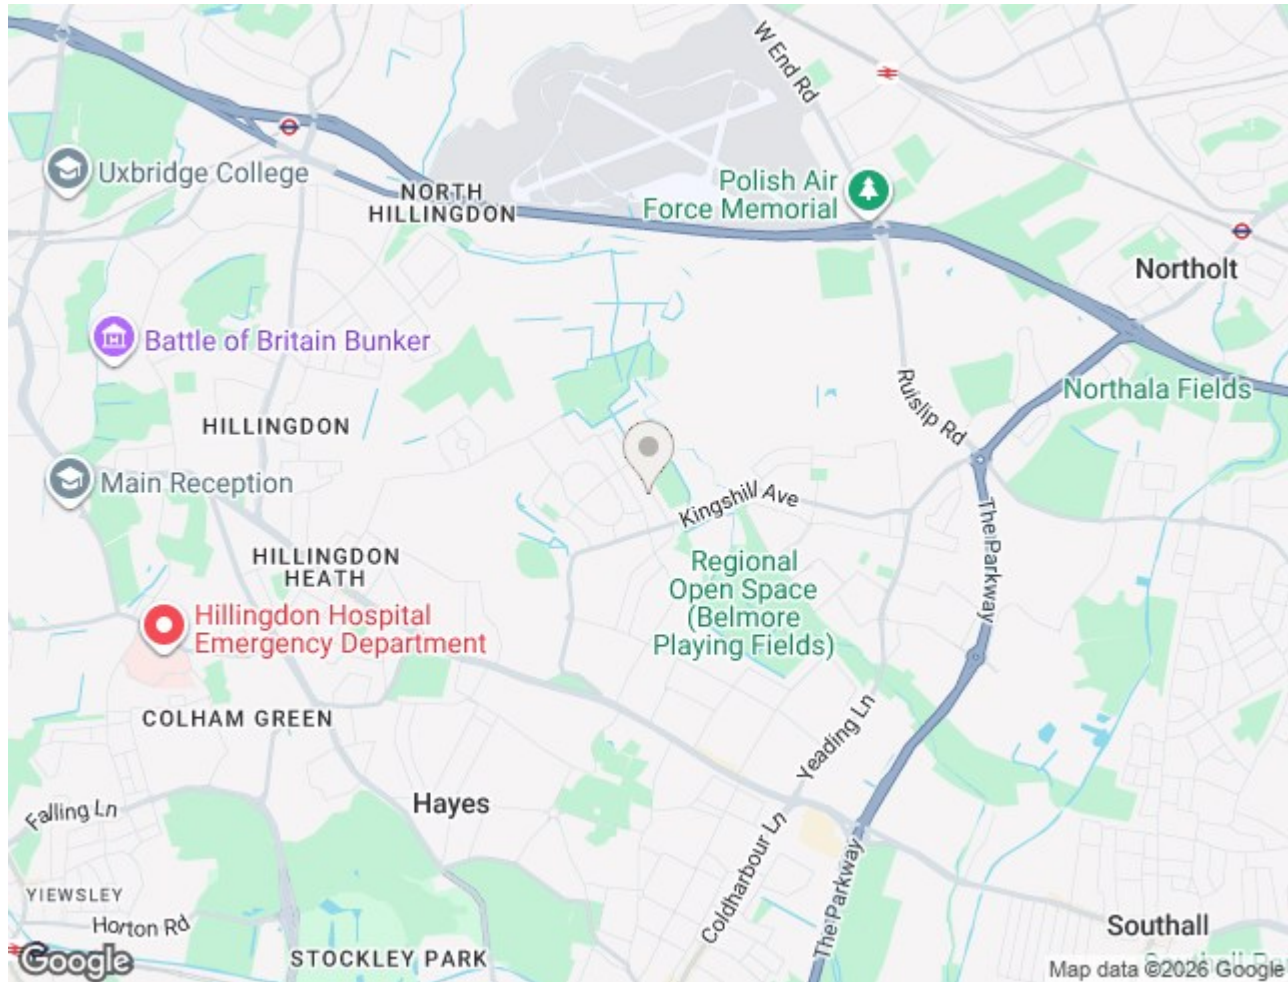 W End Rd
Uxbridge College
NORTH
HILLINGDON
Polish Air
Force Memorial
Northolt
Battle of Britain Bunker
Ruislip Rd
Northala Fields
HILLINGDON
Main Reception
Kingshill Ave
The Parkway
HILLINGDON
HEATH
Regional
Open Space
(Belmore
Playing Fields)
Hillingdon Hospital
Emergency Department
COLHAM GREEN
Yeading Ln
Hayes
Falling Ln
Coldharbour Ln
The Parkway
YIEWSLEY
Horton Rd
Southall
STOCKLEY PARK
Google
Map data ©2026 Google